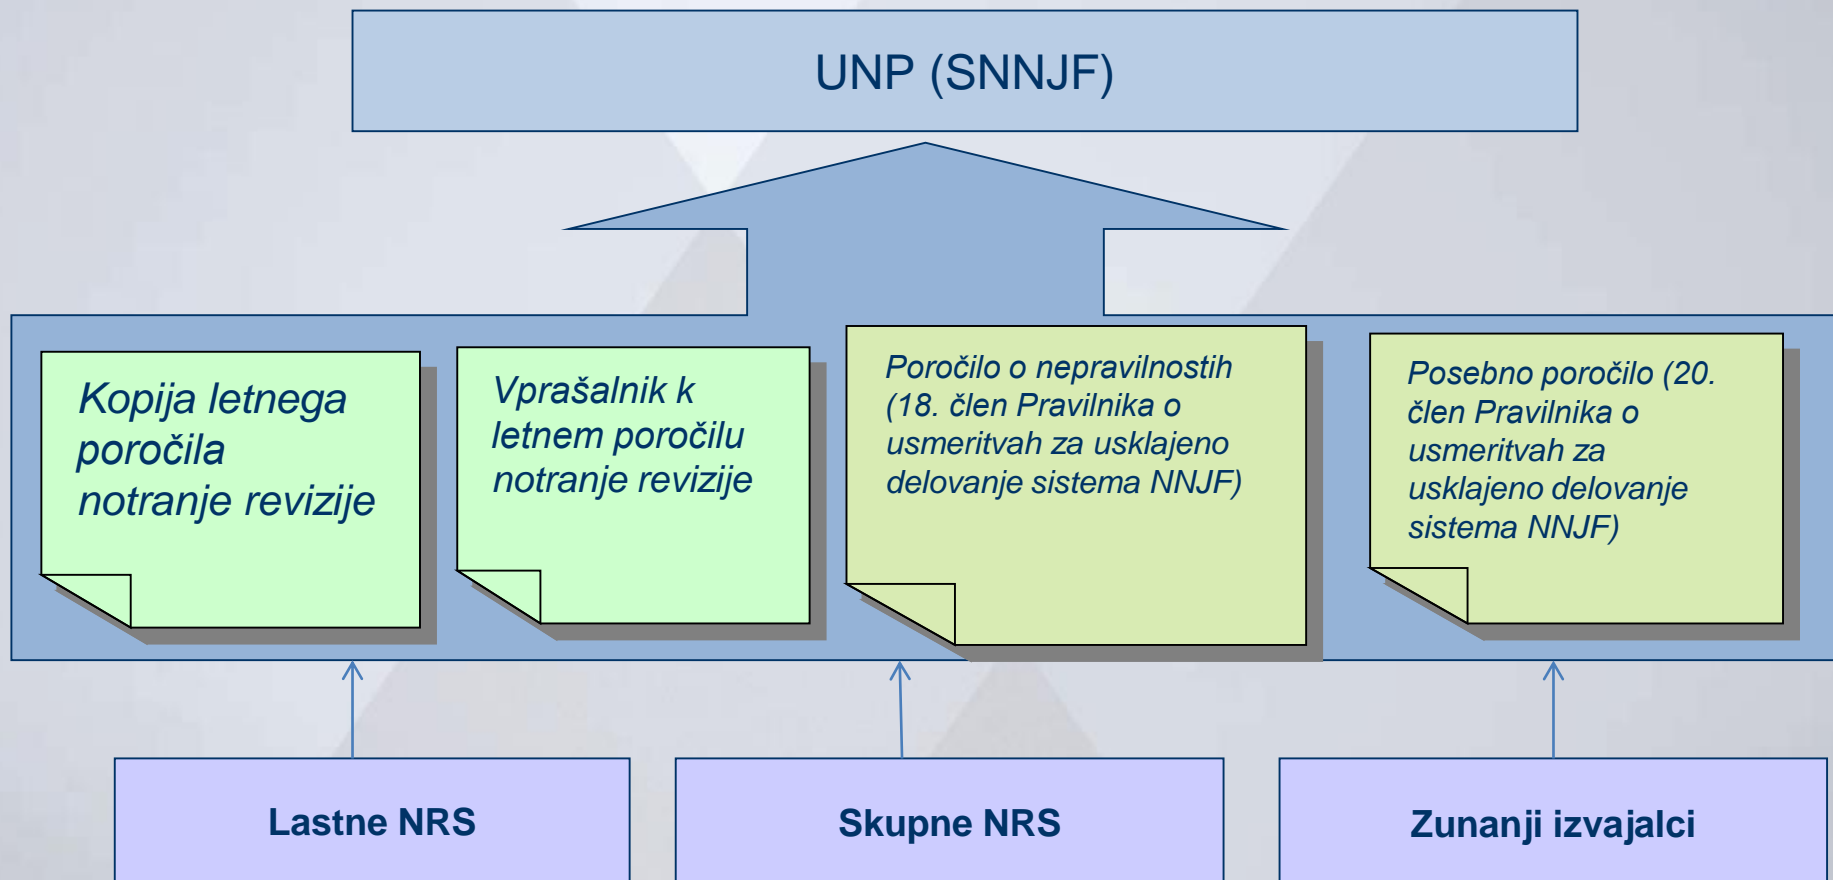 UNP (SNNJF)
Kopija letnega
poročila
notranje revizije
Vprašalnik k
letnem poročilu
notranje revizije
Poročilo o nepravilnostih
(18. člen Pravilnika o
usmeritvah za usklajeno
delovanje sistema NNJF)
Posebno poročilo (20.
člen Pravilnika o
usmeritvah za
usklajeno delovanje
sistema NNJF)
Lastne NRS
Skupne NRS
Zunanji izvajalci